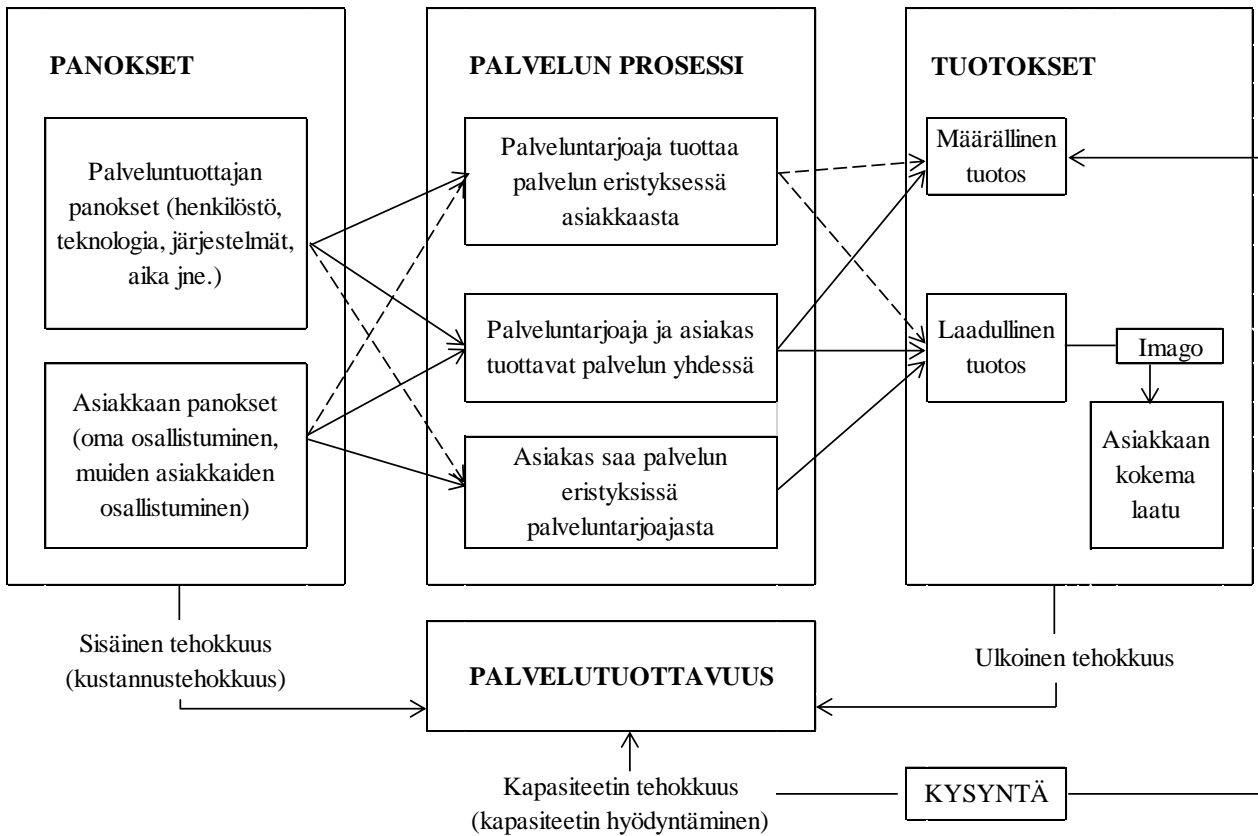 PANOKSET
Palveluntuottajan
panokset (henkilöstö,
teknologia, järjestelmät,
aika jne.)
Asiakkaan panokset
(oma osallistuminen,
muiden asiakkaiden
osallistuminen)
PALVELUN PROSESSI
Palveluntarjoaja tuottaa
palvelun eristyksessä
asiakkaasta
Palveluntarjoaja ja asiakas
tuottavat palvelun yhdessä
Asiakas saa palvelun
eristyksissä
palveluntarjoajasta
TUOTOKSET
Määrällinen
tuotos
Laadullinen
tuotos
Imago
Asiakkaan
kokema
laatu
Sisäinen tehokkuus
(kustannustehokkuus)
PALVELUTUOTTAVUUS
Ulkoinen tehokkuus
Kapasiteetin tehokkuus
(kapasiteetin hyödyntäminen)
KYSYNTÄ